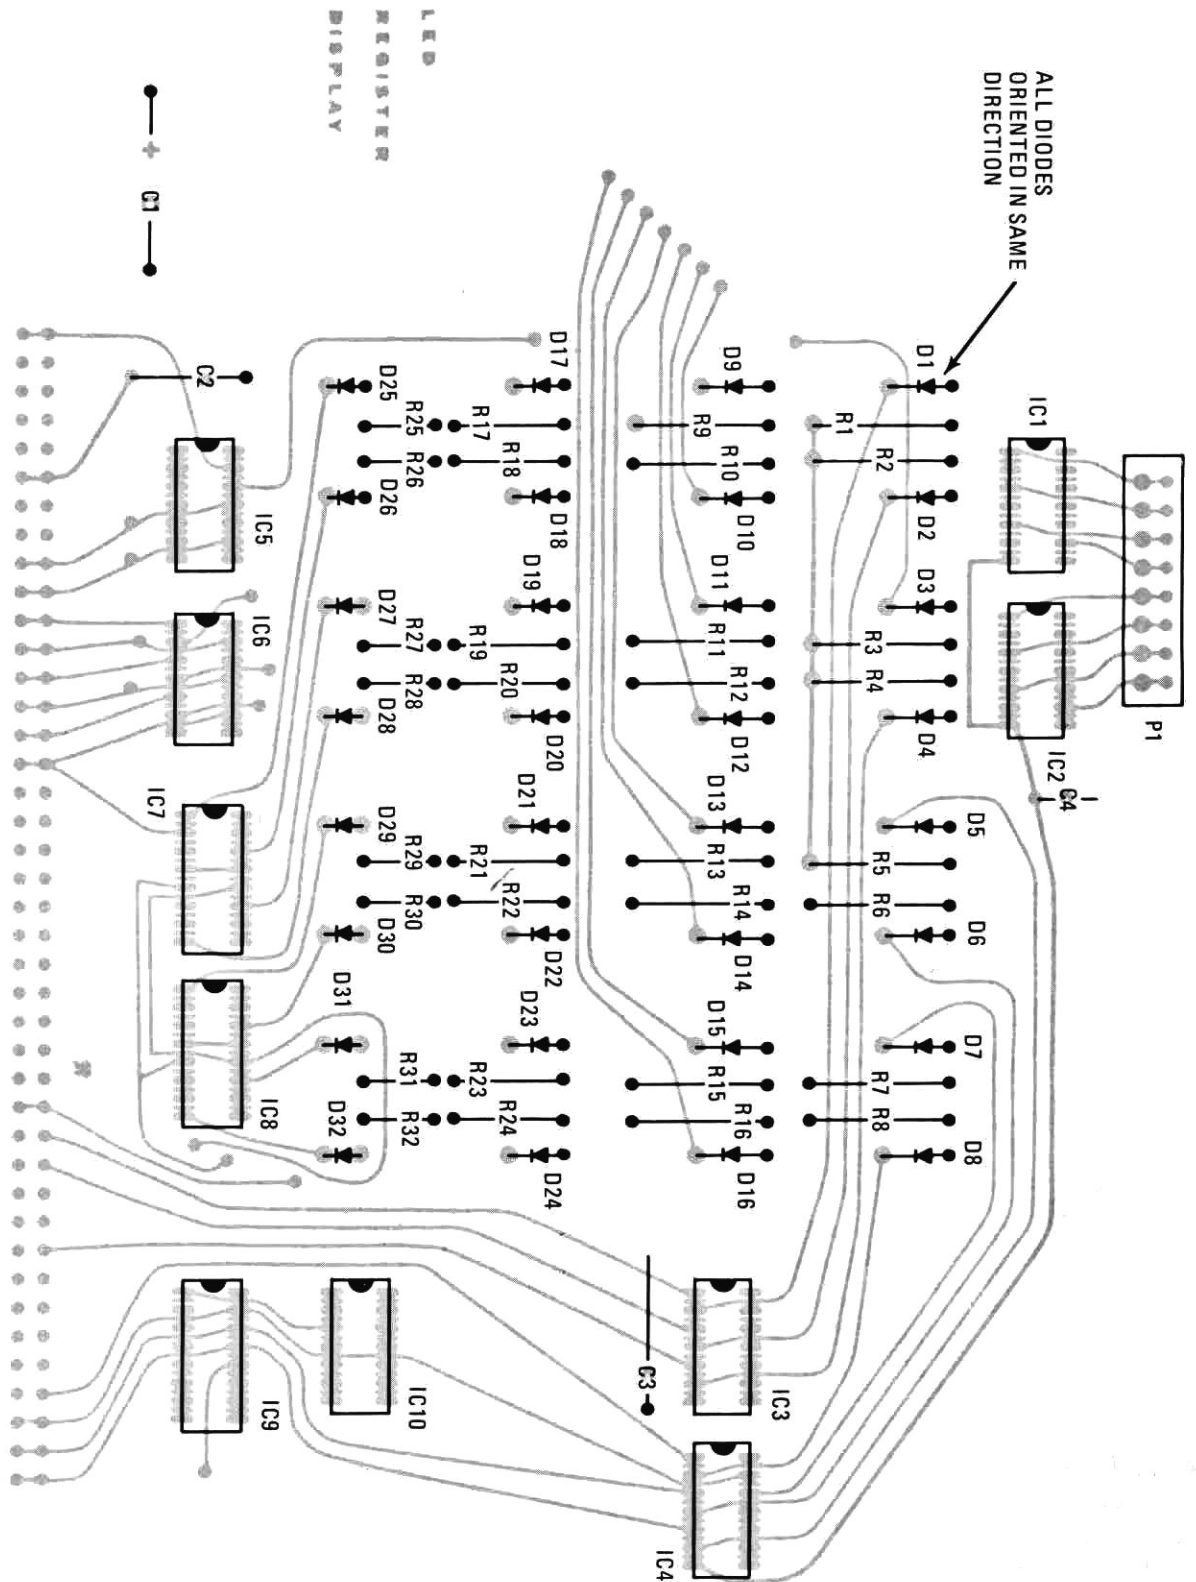 P1
ALL DIODES
ORIENTED IN SAME
DIRECTION
IC1
IC2
C4
D1
D2
D3
D4
D5
D6
D7
D8
R1
R2
R3
R4
R5
R6
R7
R8
IC3
IC4
D9
D10
D11
D12
D13
D14
D15
D16
R9
R10
R11
R12
R13
R14
R15
R16
C3
D17
D18
D19
D20
D21
D22
D23
D24
R17
R18
R19
R20
R21
R22
R23
R24
R25
R26
R27
R28
R29
R30
R31
R32
D25
D26
D27
D28
D29
D30
D31
D32
LED
REGISTER
DISPLAY
IC5
IC6
IC7
IC8
IC9
IC10
C2
+ C1